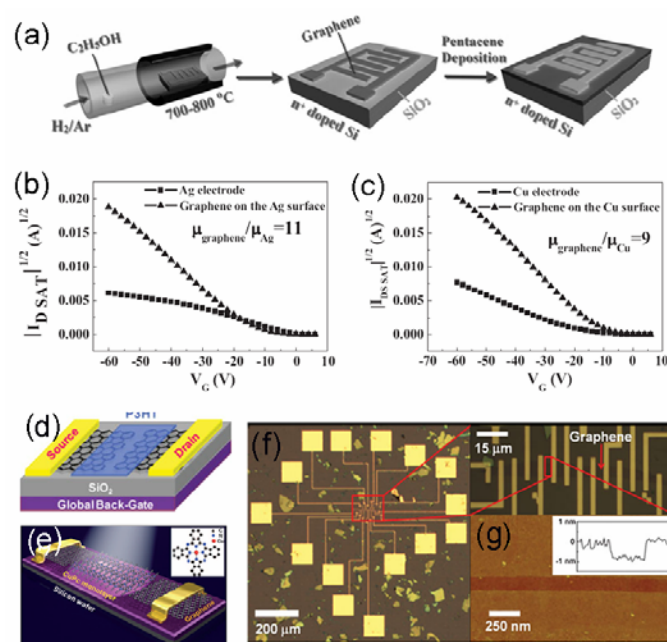 (a)
C₂H₅OH
H₂/Ar
700-800 °C
Graphene
n⁺ doped Si
SiO₂
Pentacene
Deposition
n⁺ doped Si
SiO₂
(b)
Ag electrode
Graphene on the Ag surface
μgraphene/μAg=11
|I D SAT|^1/2 (A)^1/2
0.020
0.015
0.010
0.005
0.000
-60 -50 -40 -30 -20 -10 0
V_G (V)
(c)
Cu electrode
Graphene on the Cu surface
μgraphene/μCu=9
|I DS SAT|^1/2 (A)^1/2
0.020
0.015
0.010
0.005
0.000
-70 -60 -50 -40 -30 -20 -10 0
V_G (V)
(d)
P3HT
Source
Drain
SiO₂
Global Back-Gate
(e)
CuPc monolayer
Silicon wafer
Graphene
(f)
200 μm
15 μm
Graphene
(g)
1 nm
-1 nm
250 nm